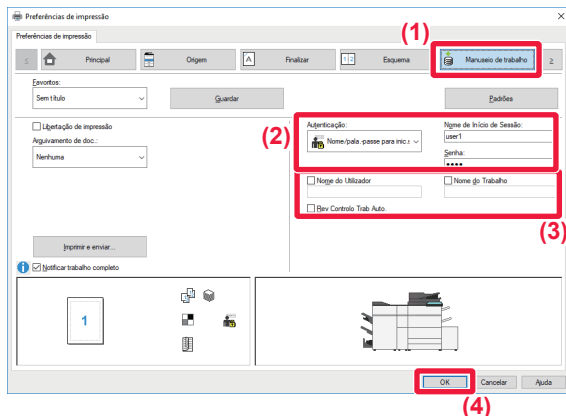 Preferências de impressão
Preferências de impressão
(1)
Principal
Origem
Finalizar
Esquema
Manuseio de trabalho
Favoritos:
Sem título
Guardar
Padrões
Libertação de impressão
Arquivamento de doc.:
Nenhuma
(2)
Autenticação:
Nome/pala.-passe para inic.s
Nome de Início de Sessão:
user1
Senha:
••••
Nome do Utilizador
Nome do Trabalho
Rev Controlo Trab Auto.
(3)
Imprimir e enviar...
Notificar trabalho completo
1
OK
Cancelar
Ajuda
(4)